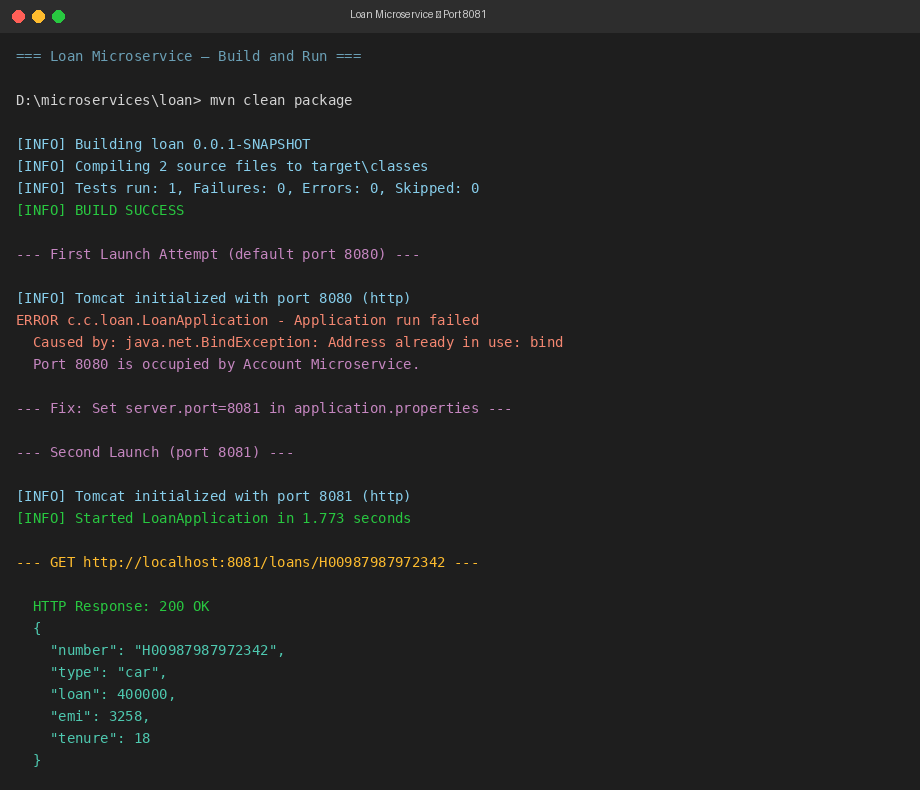 Loan Microservice ▯ Port 8081
=== Loan Microservice — Build and Run ===
D:\microservices\loan> mvn clean package
[INFO] Building loan 0.0.1-SNAPSHOT
[INFO] Compiling 2 source files to target\classes
[INFO] Tests run: 1, Failures: 0, Errors: 0, Skipped: 0
[INFO] BUILD SUCCESS
--- First Launch Attempt (default port 8080) ---
[INFO] Tomcat initialized with port 8080 (http)
ERROR c.c.loan.LoanApplication - Application run failed
Caused by: java.net.BindException: Address already in use: bind
Port 8080 is occupied by Account Microservice.
--- Fix: Set server.port=8081 in application.properties ---
--- Second Launch (port 8081) ---
[INFO] Tomcat initialized with port 8081 (http)
[INFO] Started LoanApplication in 1.773 seconds
--- GET http://localhost:8081/loans/H00987987972342 ---
HTTP Response: 200 OK
{
"number": "H00987987972342",
"type": "car",
"loan": 400000,
"emi": 3258,
"tenure": 18
}